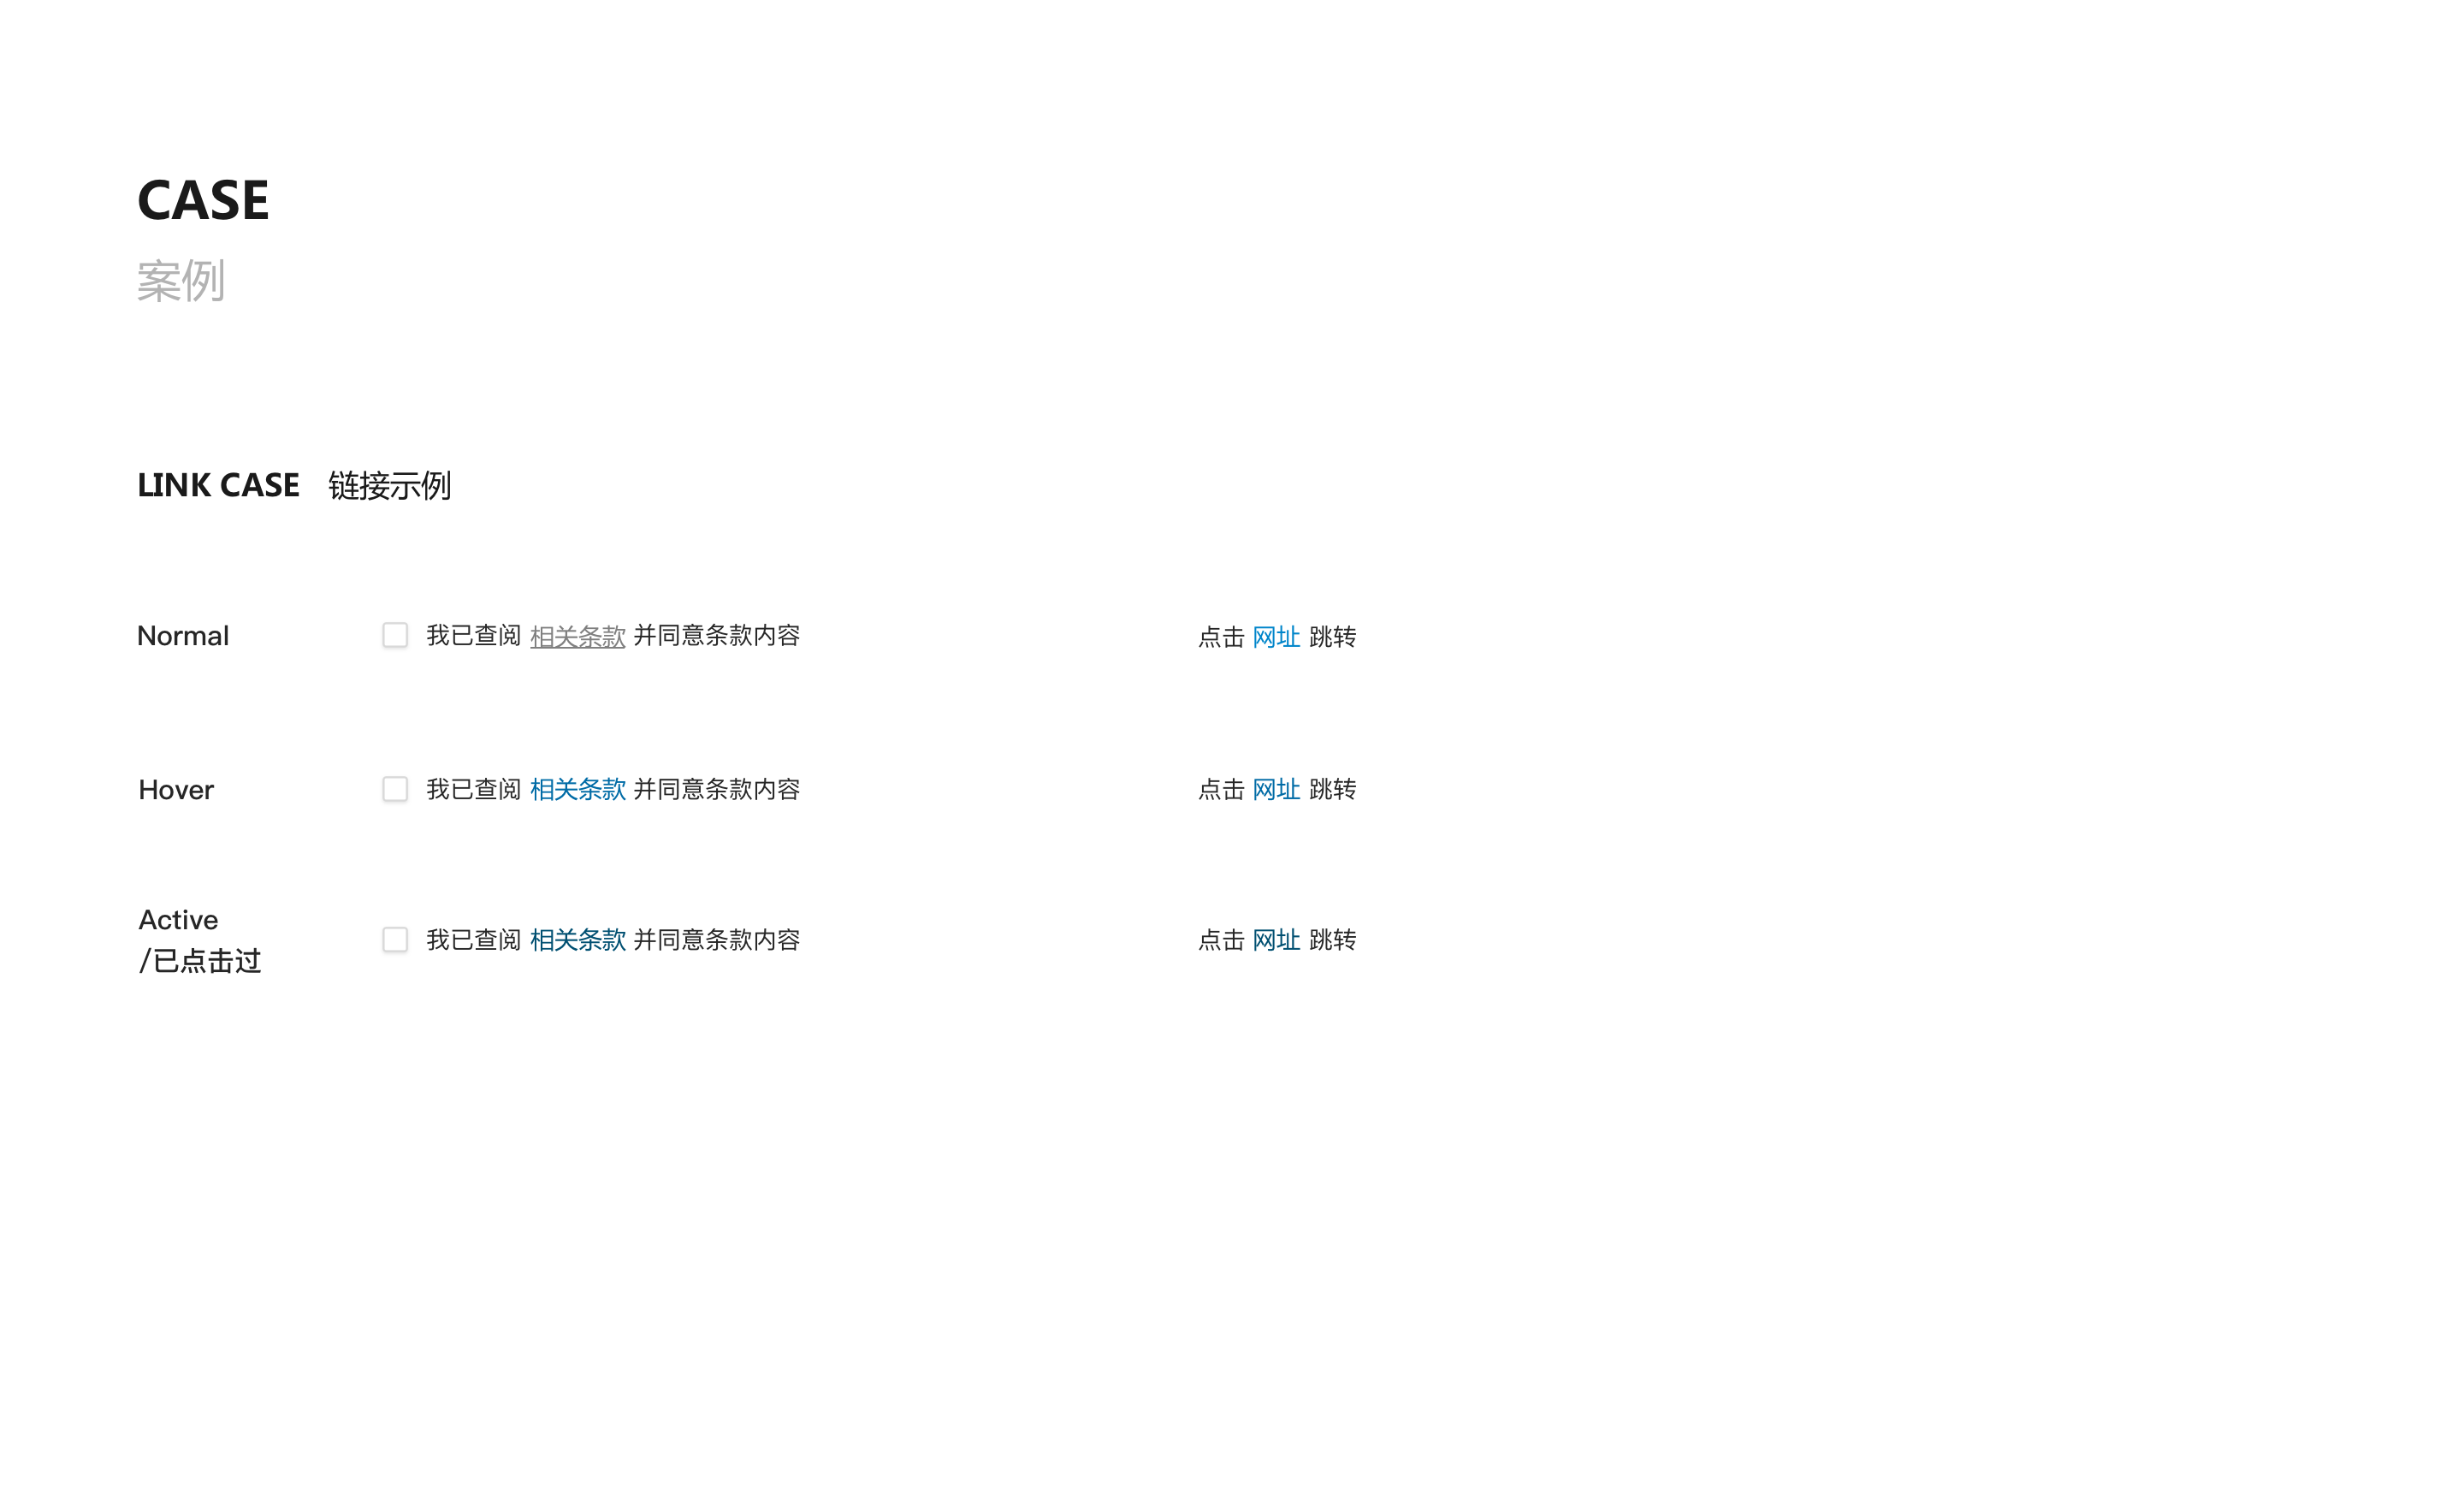 CASE
案例
LINK CASE 链接示例
Normal 我已查阅 相关条款 并同意条款内容 点击 网址 跳转
Hover 我已查阅 相关条款 并同意条款内容 点击 网址 跳转
Active
/已点击过 我已查阅 相关条款 并同意条款内容 点击 网址 跳转